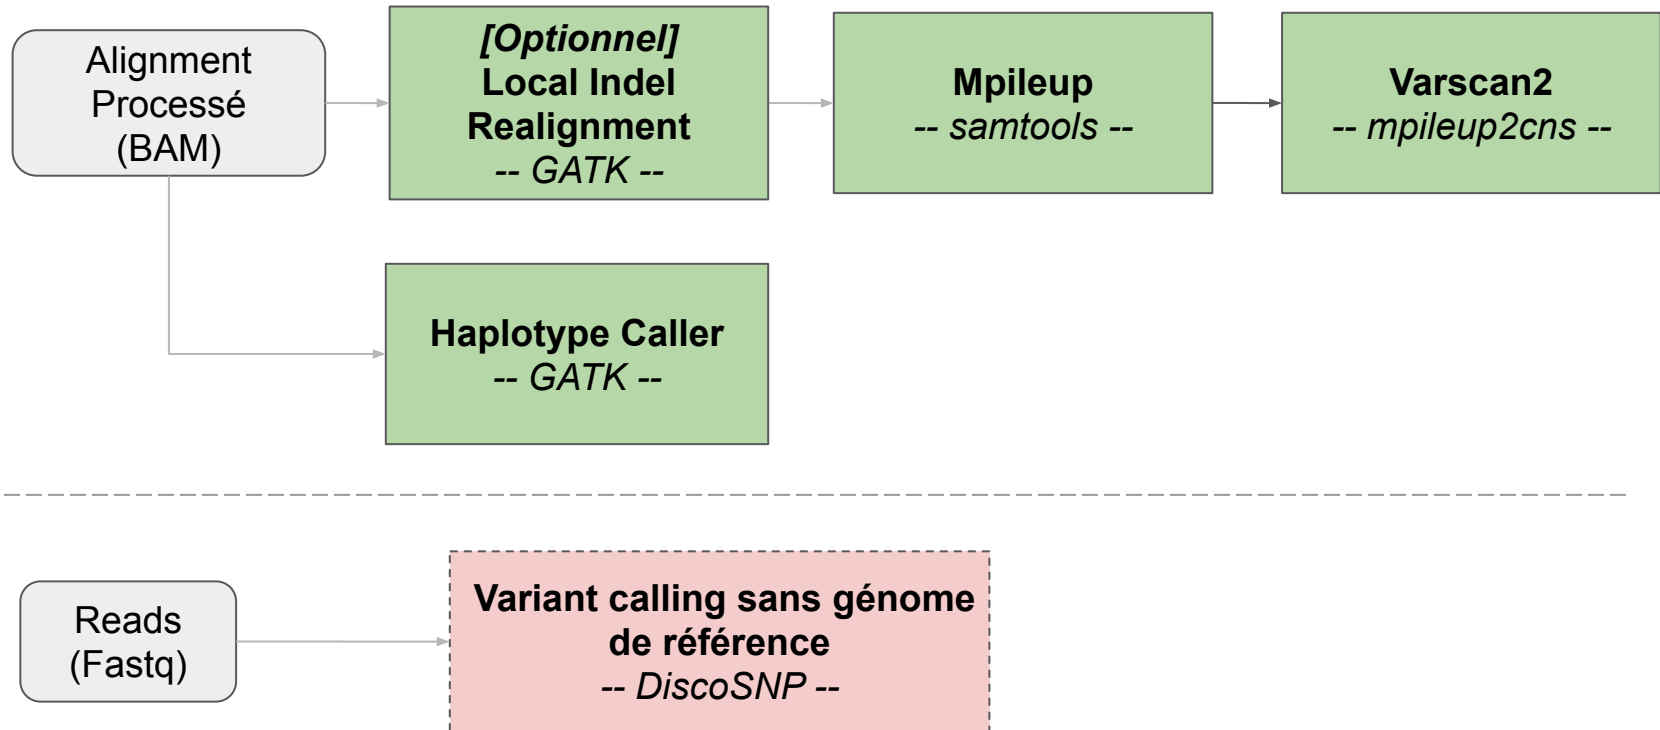 Alignment
Processé
(BAM)
[Optionnel]
Local Indel
Realignment
-- GATK --
Mpileup
-- samtools --
Varscan2
-- mpileup2cns --
Haplotype Caller
-- GATK --
Reads
(Fastq)
Variant calling sans génome
de référence
-- DiscoSNP --